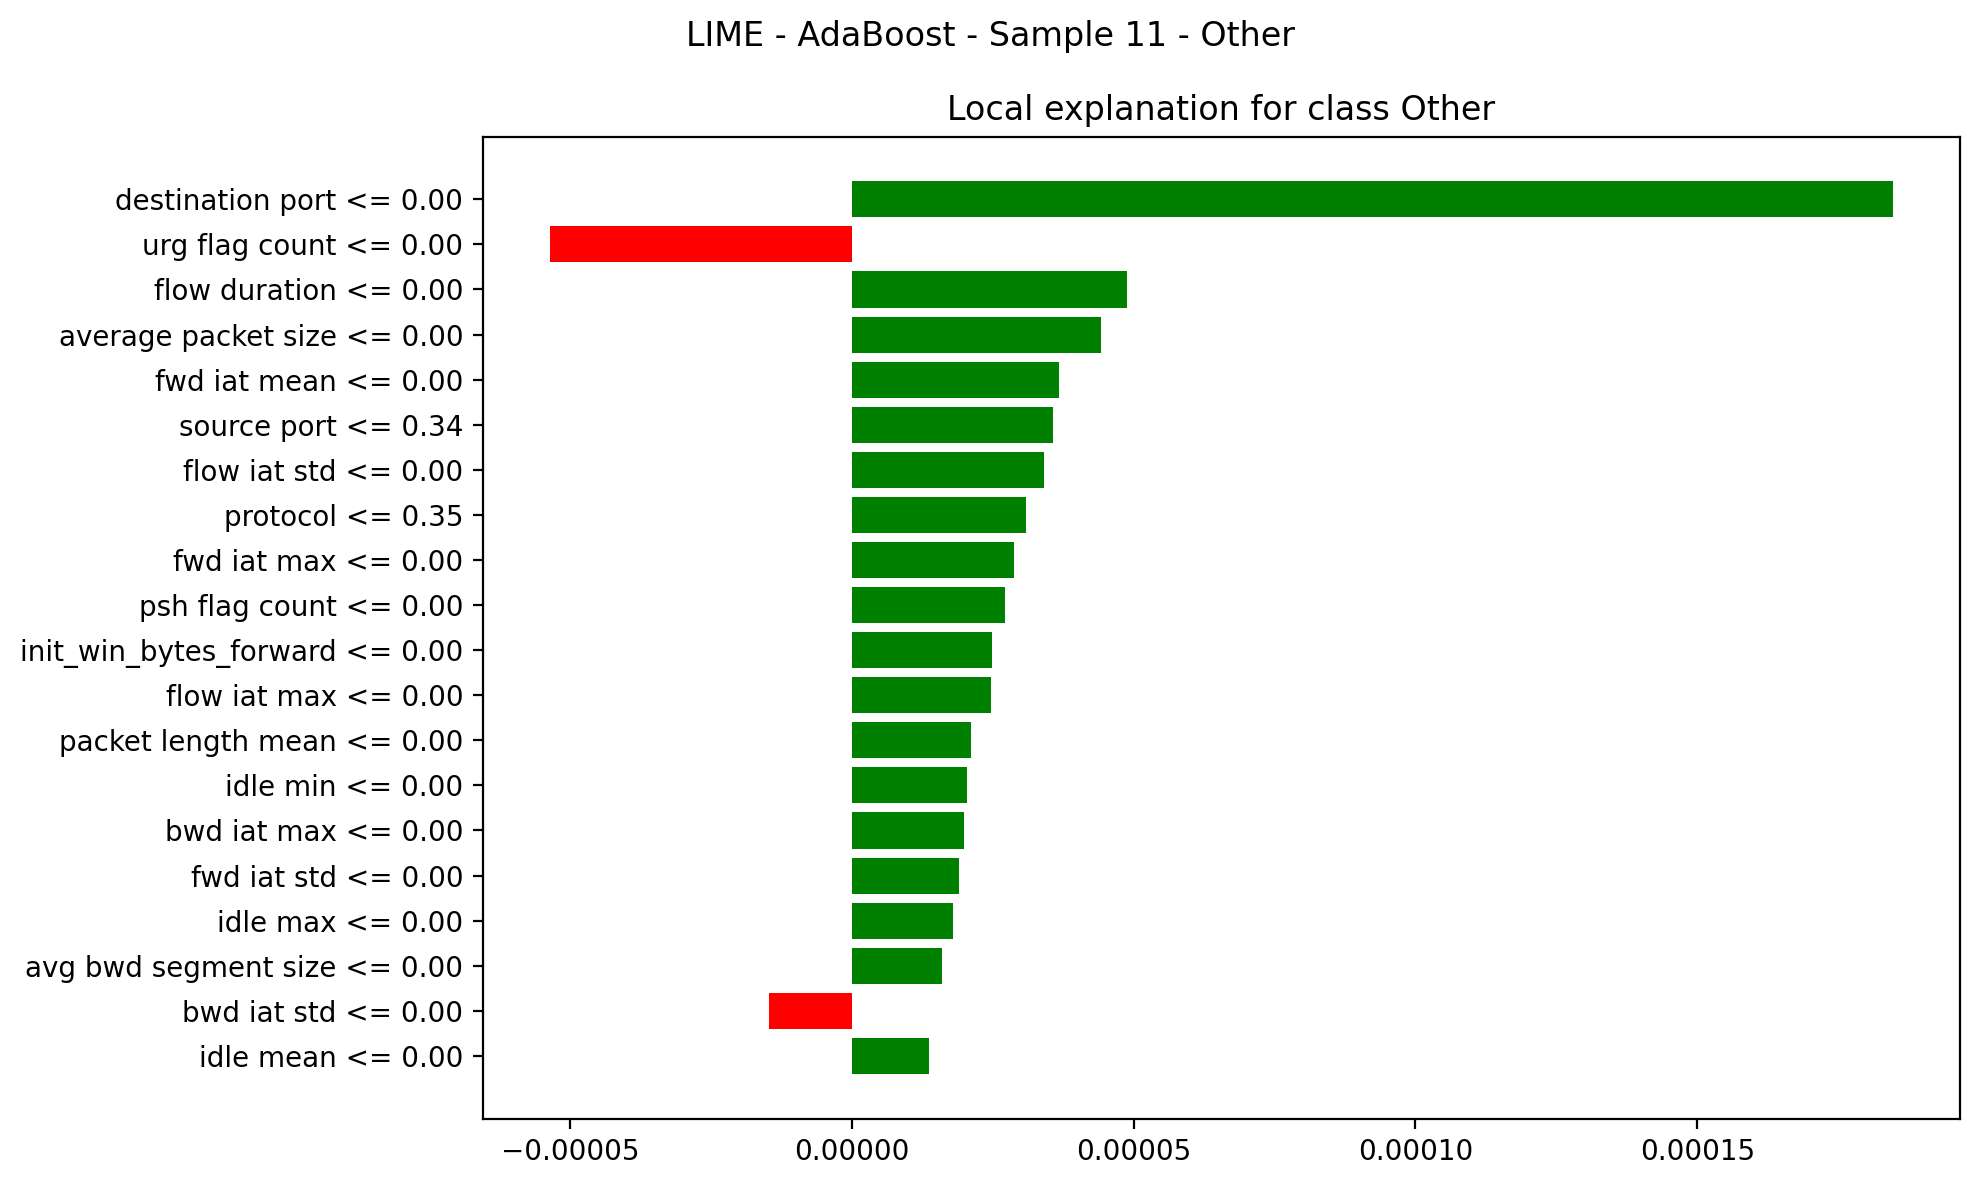 LIME - AdaBoost - Sample 11 - Other
Local explanation for class Other
destination port <= 0.00
urg flag count <= 0.00
flow duration <= 0.00
average packet size <= 0.00
fwd iat mean <= 0.00
source port <= 0.34
flow iat std <= 0.00
protocol <= 0.35
fwd iat max <= 0.00
psh flag count <= 0.00
init_win_bytes_forward <= 0.00
flow iat max <= 0.00
packet length mean <= 0.00
idle min <= 0.00
bwd iat max <= 0.00
fwd iat std <= 0.00
idle max <= 0.00
avg bwd segment size <= 0.00
bwd iat std <= 0.00
idle mean <= 0.00
−0.00005 0.00000 0.00005 0.00010 0.00015